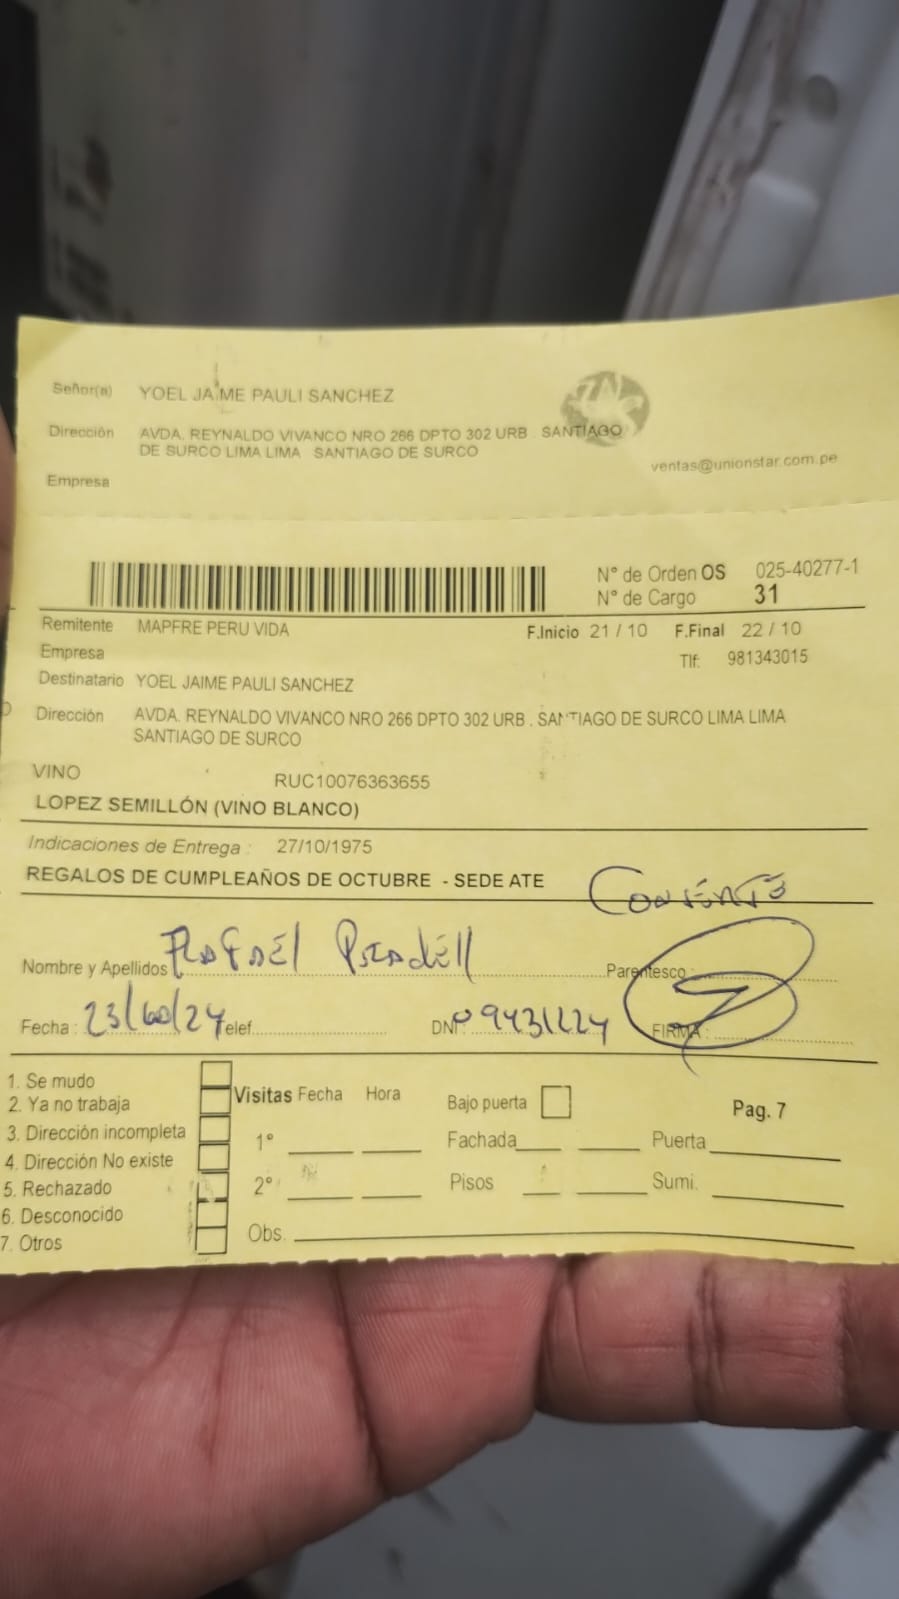 Señor(a) YOEL JAIME PAULI SANCHEZ
Dirección AVDA. REYNALDO VIVANCO NRO 266 DPTO 302 URB . SANTIAGO
DE SURCO LIMA LIMA SANTIAGO DE SURCO
ventas@unionstar.com.pe
Empresa
N° de Orden OS 025-40277-1
N° de Cargo 31
Remitente MAPFRE PERU VIDA F.Inicio 21 / 10 F.Final 22 / 10
Empresa Tlf: 981343015
Destinatario YOEL JAIME PAULI SANCHEZ
Dirección AVDA. REYNALDO VIVANCO NRO 266 DPTO 302 URB . SANTIAGO DE SURCO LIMA LIMA
SANTIAGO DE SURCO
VINO RUC10076363655
LOPEZ SEMILLÓN (VINO BLANCO)
Indicaciones de Entrega : 27/10/1975
REGALOS DE CUMPLEAÑOS DE OCTUBRE - SEDE ATE
Nombre y Apellidos Rafael Parentesco
Fecha : 23/10/24 Telef. DNI 09431224 FIRMA :
1. Se mudo
2. Ya no trabaja
3. Dirección incompleta
4. Dirección No existe
5. Rechazado
6. Desconocido
7. Otros
Visitas Fecha Hora
1°
2°
Obs.
Bajo puerta Pag. 7
Fachada Puerta
Pisos Sumi.